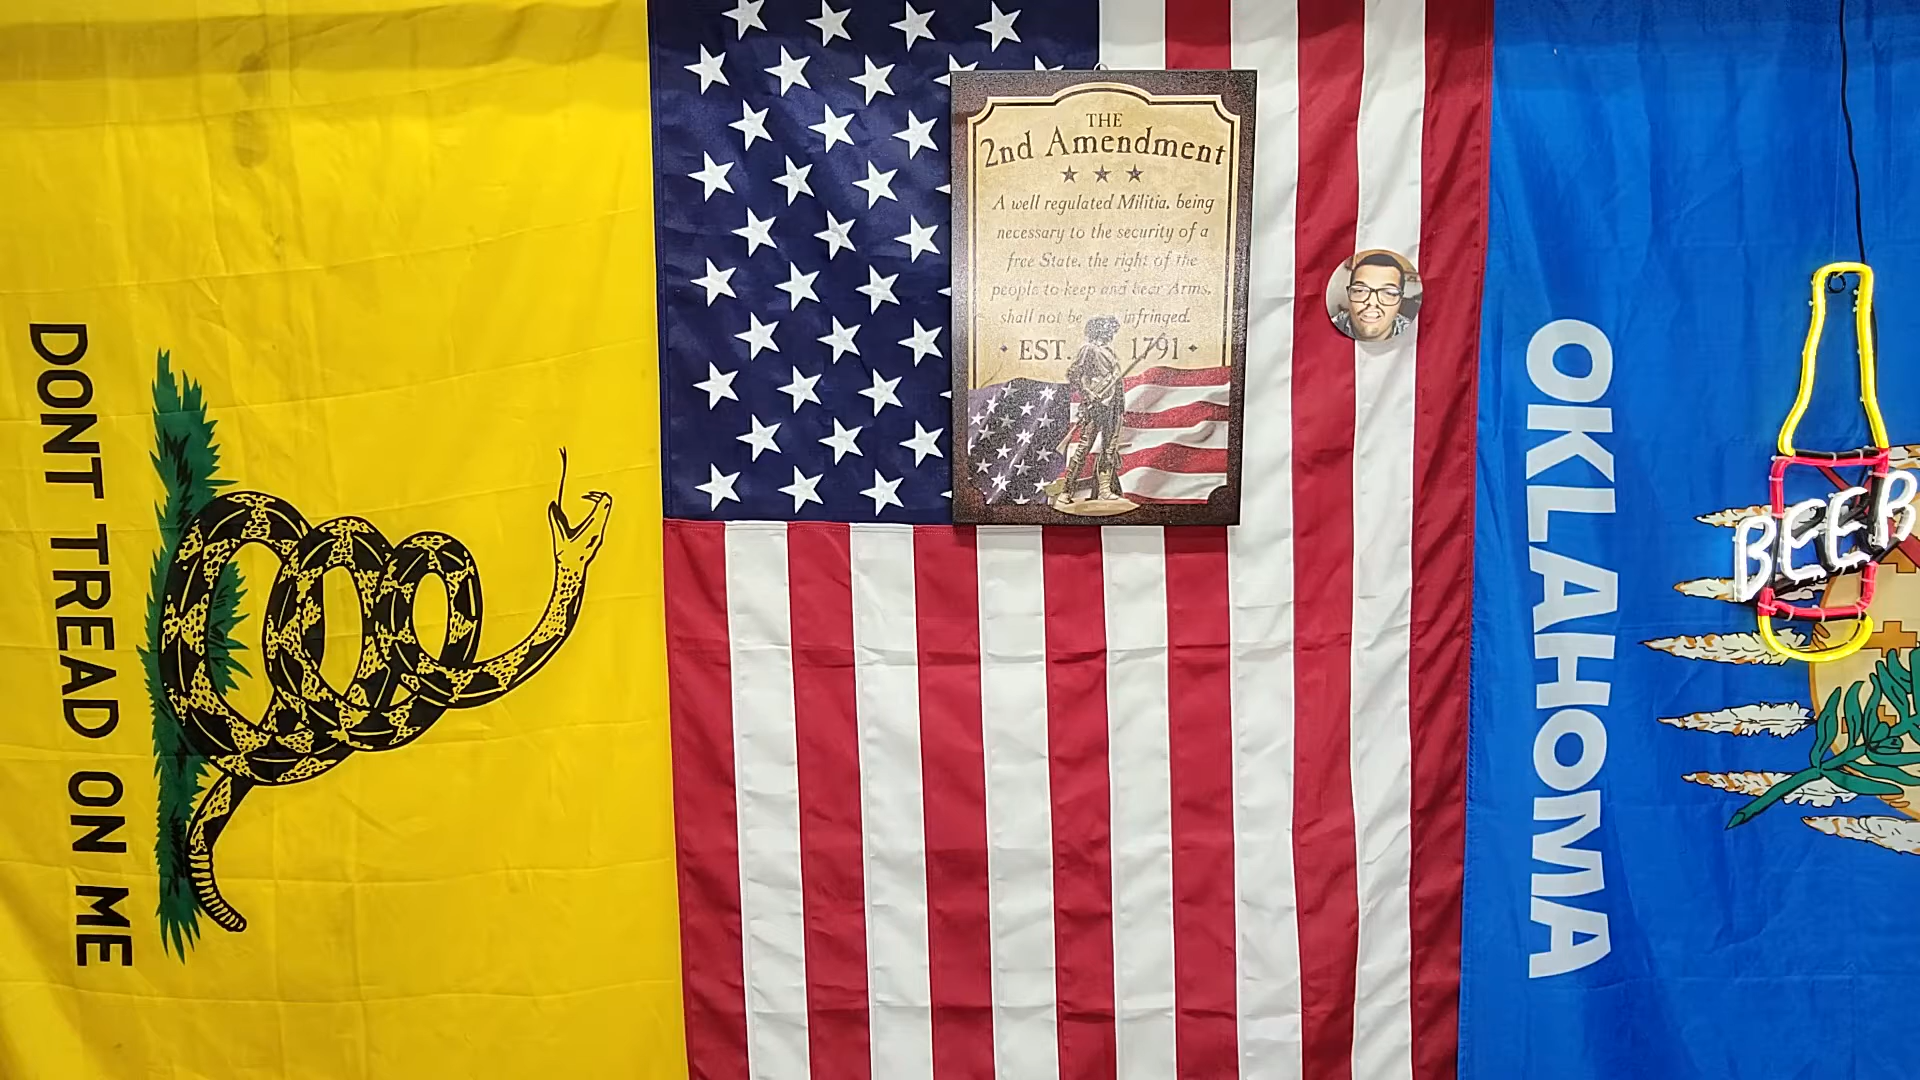 DONT TREAD ON ME
THE
2nd Amendment
A well regulated Militia, being
necessary to the security of a
free State, the right of the
people to keep and bear Arms,
shall not be infringed.
EST. 1791
OKLAHOMA
BEER